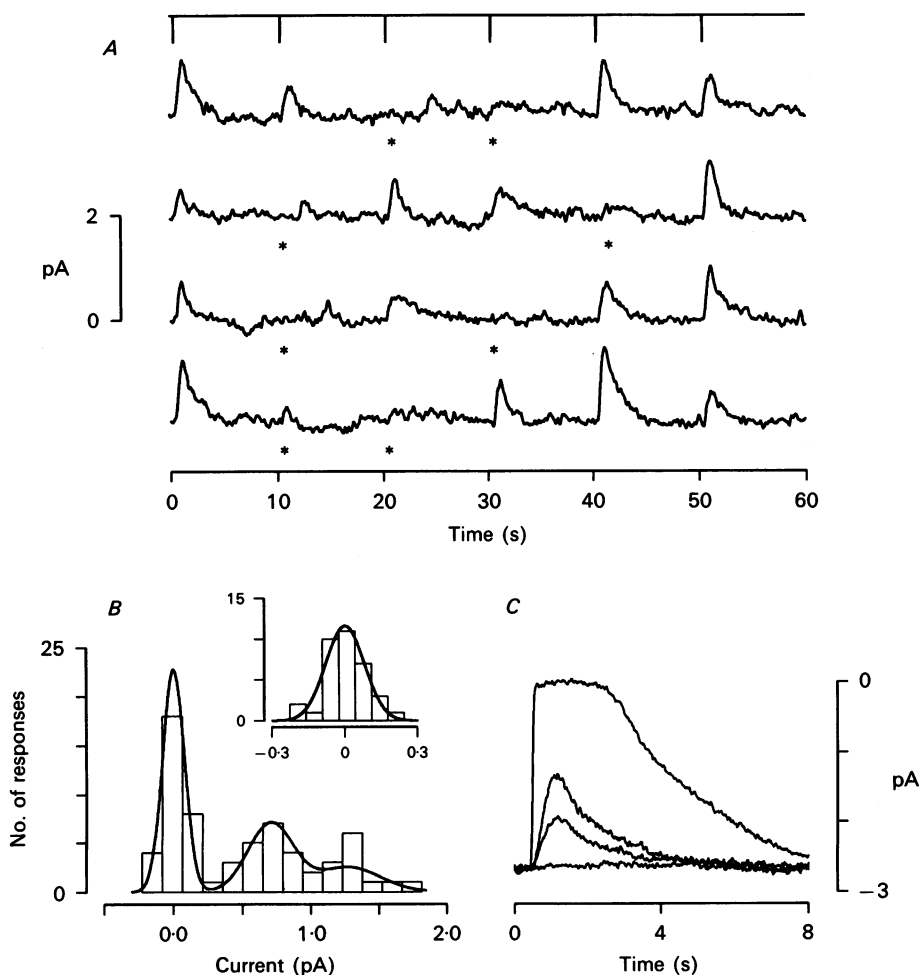 A
* *
2
* *
pA
0
* *
* *
0 10 20 30 40 50 60
Time (s)
B
C
15
25
0
0
-0·3 0 0·3
No. of responses
pA
0
-3
0·0 1·0 2·0
0 4 8
Current (pA)
Time (s)